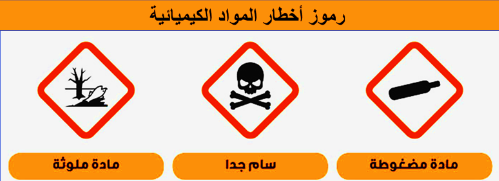 رموز أخطار المواد الكيميائية
مادة مضغوطة
سام جدا
مادة ملوثة